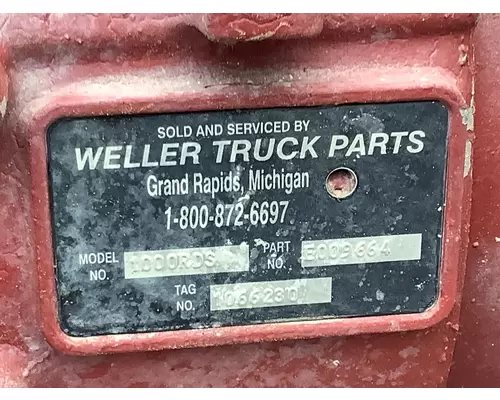 SOLD AND SERVICED BY
WELLER TRUCK PARTS
Grand Rapids, Michigan
1-800-872-6697
MODEL NO. PART NO. E009664
TAG NO.